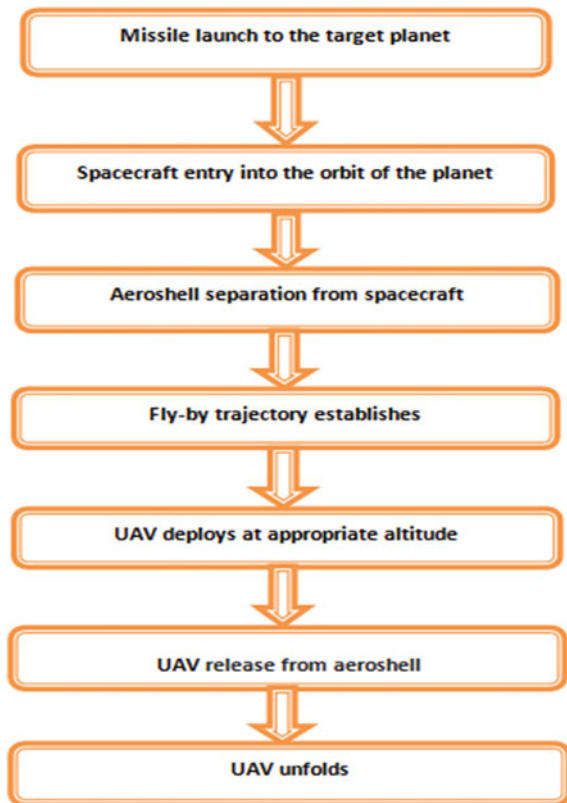 Missile launch to the target planet
Spacecraft entry into the orbit of the planet
Aeroshell separation from spacecraft
Fly-by trajectory establishes
UAV deploys at appropriate altitude
UAV release from aeroshell
UAV unfolds